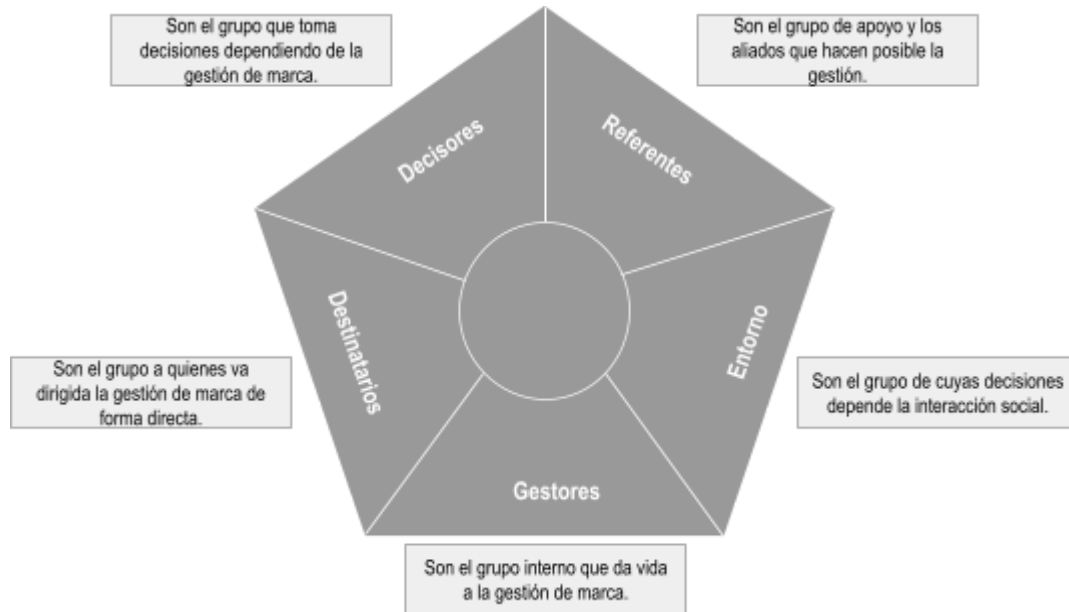 Son el grupo que toma
decisiones dependiendo de la
gestión de marca.
Son el grupo de apoyo y los
aliados que hacen posible la
gestión.
Decisores
Referentes
Destinatarios
Entorno
Gestores
Son el grupo a quienes va
dirigida la gestión de marca de
forma directa.
Son el grupo de cuyas decisiones
depende la interacción social.
Son el grupo interno que da vida
a la gestión de marca.